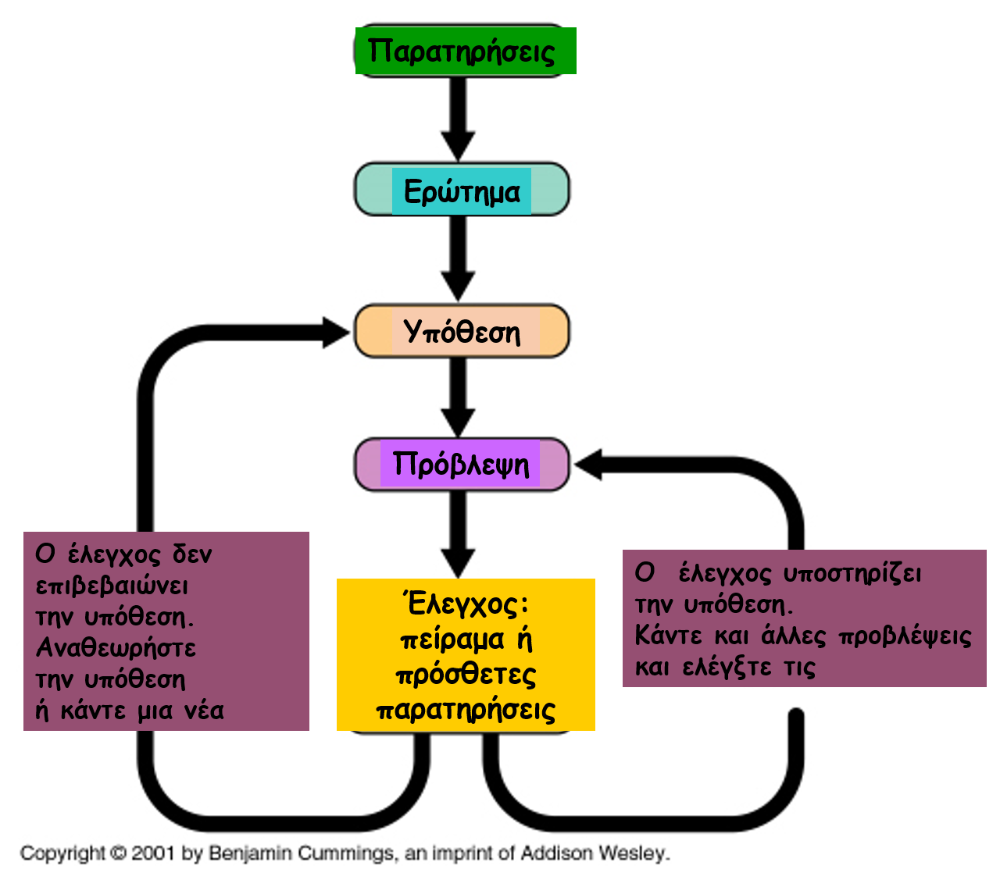 Παρατηρήσεις
Ερώτημα
Υπόθεση
Πρόβλεψη
Έλεγχος:
πείραμα ή
πρόσθετες
παρατηρήσεις
Ο έλεγχος δεν
επιβεβαιώνει
την υπόθεση.
Αναθεωρήστε
την υπόθεση
ή κάντε μια νέα
Ο έλεγχος υποστηρίζει
την υπόθεση.
Κάντε και άλλες προβλέψεις
και ελέγξτε τις
Copyright © 2001 by Benjamin Cummings, an imprint of Addison Wesley.